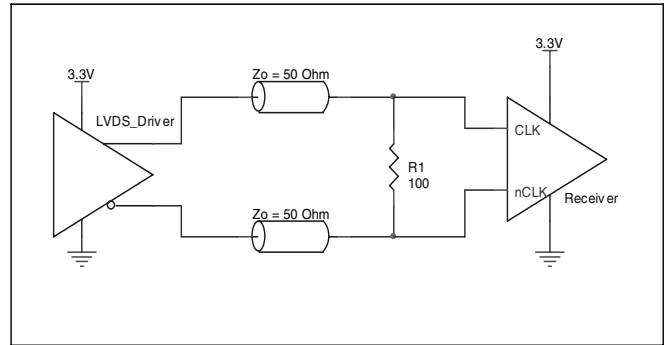 3.3V
LVDS_Driver
Zo = 50 Ohm
Zo = 50 Ohm
R1
100
3.3V
CLK
nCLK
Receiver